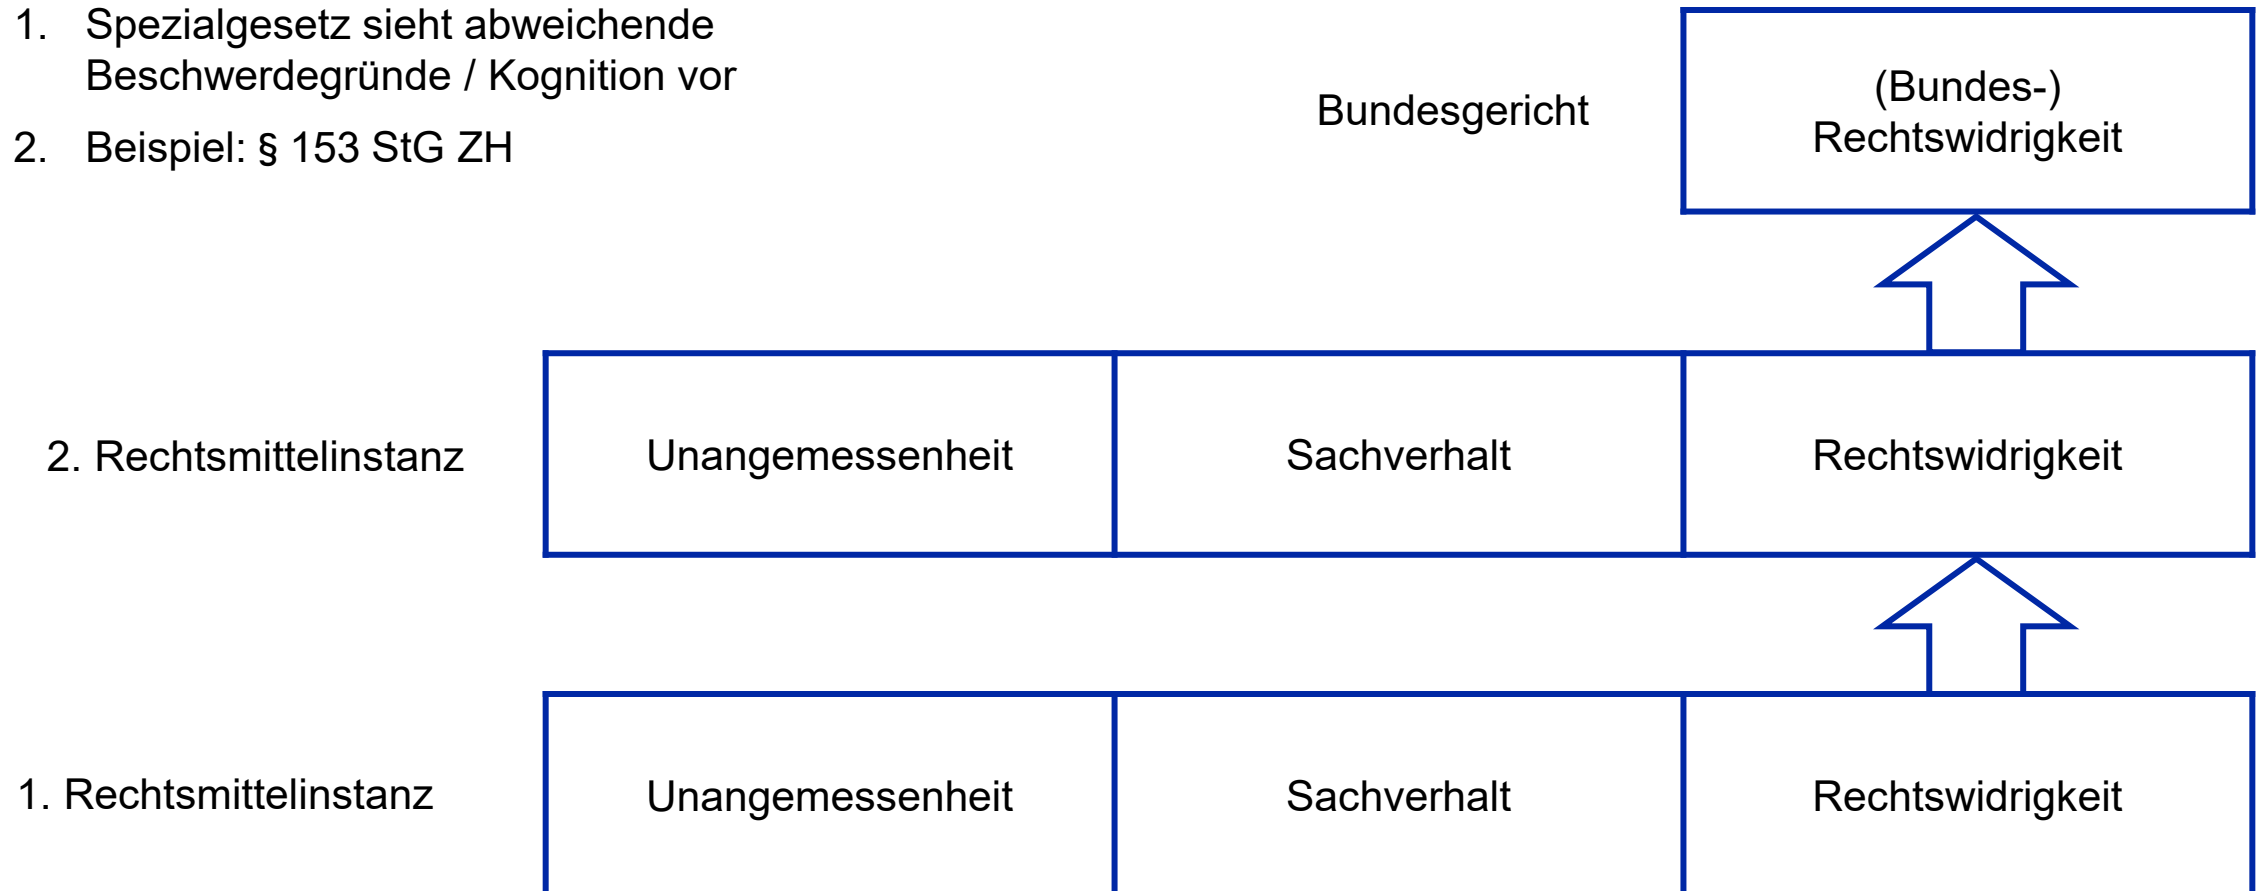 1. Spezialgesetz sieht abweichende
Beschwerdegründe / Kognition vor
2. Beispiel: § 153 StG ZH
Bundesgericht
(Bundes-)
Rechtswidrigkeit
2. Rechtsmittelinstanz
Unangemessenheit
Sachverhalt
Rechtswidrigkeit
1. Rechtsmittelinstanz
Unangemessenheit
Sachverhalt
Rechtswidrigkeit